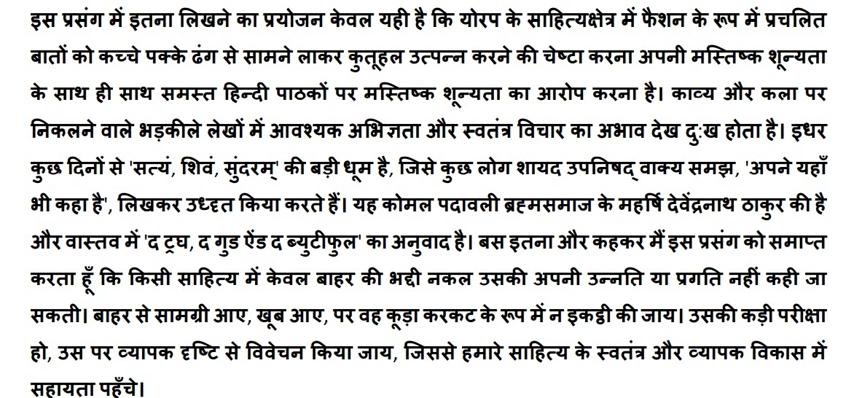 इस प्रसंग में इतना लिखने का प्रयोजन केवल यही है कि योरप के साहित्यक्षेत्र में फैशन के रूप में प्रचलित
बातों को कच्चे पक्के ढंग से सामने लाकर कुतूहल उत्पन्न करने की चेष्टा करना अपनी मस्तिष्क शून्यता
के साथ ही साथ समस्त हिन्दी पाठकों पर मस्तिष्क शून्यता का आरोप करना है। काव्य और कला पर
निकलने वाले भड़कीले लेखों में आवश्यक अभिज्ञता और स्वतंत्र विचार का अभाव देख दु:ख होता है। इधर
कुछ दिनों से 'सत्यं, शिवं, सुंदरम्' की बड़ी धूम है, जिसे कुछ लोग शायद उपनिषद् वाक्य समझ, 'अपने यहाँ
भी कहा है', लिखकर उध्दृत किया करते हैं। यह कोमल पदावली ब्रह्मसमाज के महर्षि देवेंद्रनाथ ठाकुर की है
और वास्तव में 'द ट्रघ, द गुड ऐंड द ब्युटीफुल' का अनुवाद है। बस इतना और कहकर मैं इस प्रसंग को समाप्त
करता हूँ कि किसी साहित्य में केवल बाहर की भद्दी नकल उसकी अपनी उन्नति या प्रगति नहीं कही जा
सकती। बाहर से सामग्री आए, खूब आए, पर वह कूड़ा करकट के रूप में न इकट्ठी की जाय। उसकी कड़ी परीक्षा
हो, उस पर व्यापक दृष्टि से विवेचन किया जाय, जिससे हमारे साहित्य के स्वतंत्र और व्यापक विकास में
सहायता पहुँचे।